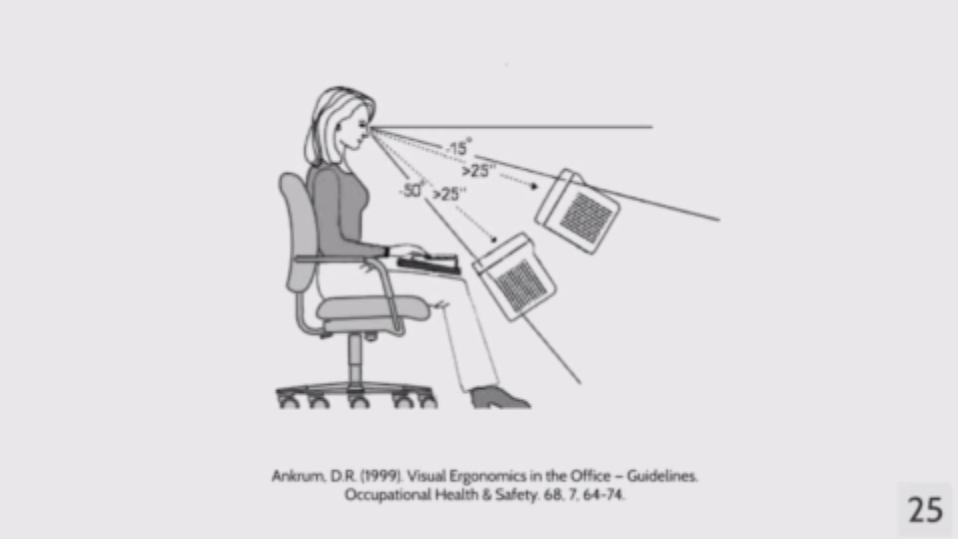 -15°
>25"
-50° >25"
Ankrum, D.R. (1999). Visual Ergonomics in the Office – Guidelines.
Occupational Health & Safety. 68, 7, 64-74.
25